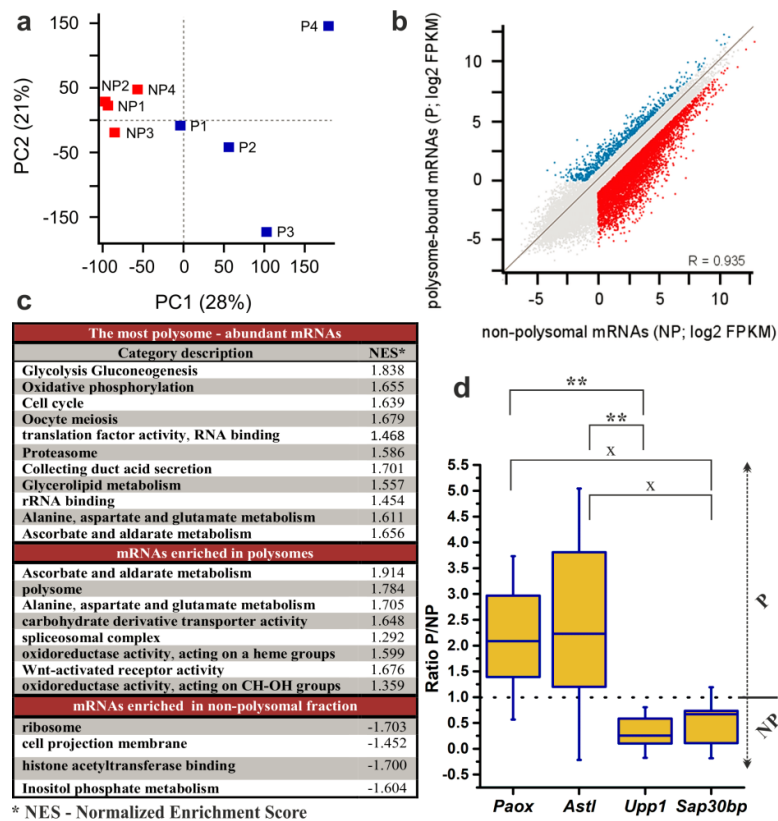 a
150
50
-50
-150
PC2 (21%)
NP2
NP4
NP1
NP3
P1
P2
P3
P4
-100
-50
0
50
100
150
PC1 (28%)
b
polysome-bound mRNAs (P; log2 FPKM)
10
5
0
-5
R = 0.935
-5
0
5
10
non-polysomal mRNAs (NP; log2 FPKM)
c
The most polysome - abundant mRNAs
Category description NES*
Glycolysis Gluconegenesis 1.838
Oxidative phosphorylation 1.655
Cell cycle 1.639
Oocyte meiosis 1.679
translation factor activity, RNA binding 1.468
Proteasome 1.586
Collecting duct acid secretion 1.701
Glycerolipid metabolism 1.557
rRNA binding 1.454
Alanine, aspartate and glutamate metabolism 1.611
Ascorbate and aldarate metabolism 1.656
mRNAs enriched in polysomes
Ascorbate and aldarate metabolism 1.914
polysome 1.784
Alanine, aspartate and glutamate metabolism 1.705
carbohydrate derivative transporter activity 1.648
spliceosomal complex 1.292
oxidoreductase activity, acting on a heme groups 1.599
Wnt-activated receptor activity 1.676
oxidoreductase activity, acting on CH-OH groups 1.359
mRNAs enriched in non-polysomal fraction
ribosome -1.703
cell projection membrane -1.452
histone acetyltransferase binding -1.700
Inositol phosphate metabolism -1.604
* NES - Normalized Enrichment Score
d
**
**
x
x
Ratio P/NP
5.5
5.0
4.5
4.0
3.5
3.0
2.5
2.0
1.5
1.0
0.5
0.0
-0.5
P
NP
Paox
Astl
Upp1
Sap30bp